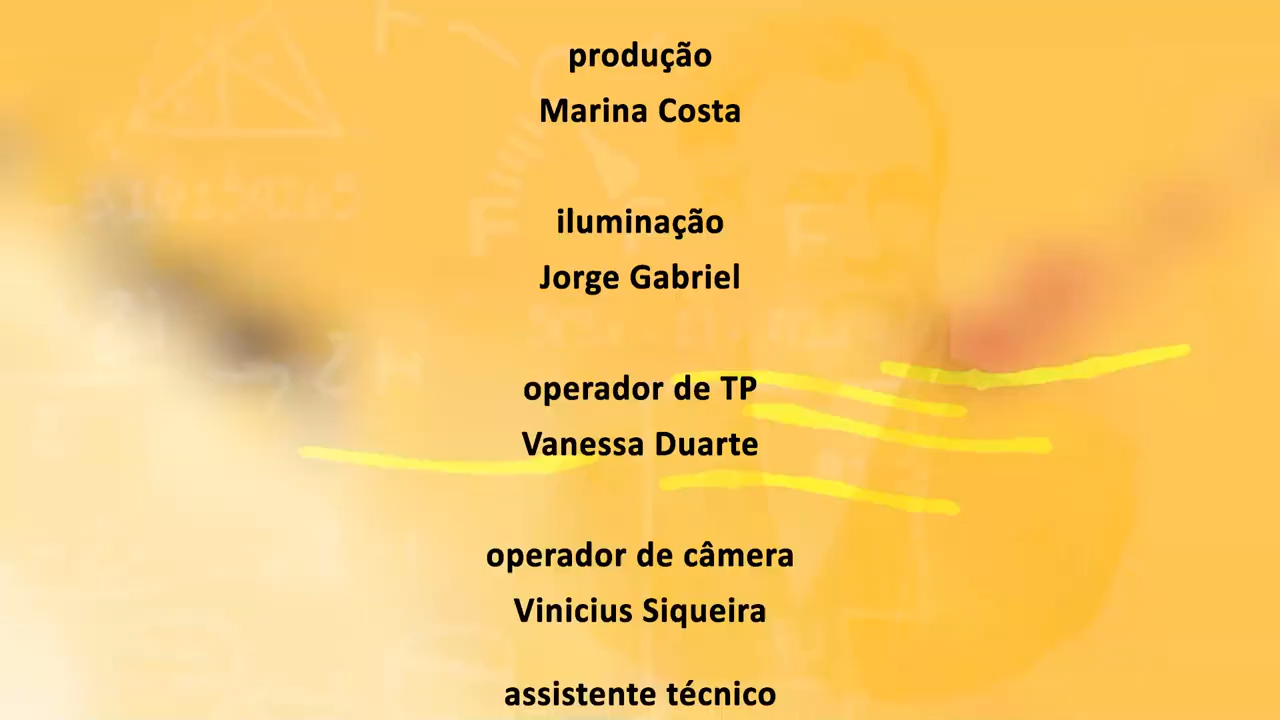 produção
Marina Costa
iluminação
Jorge Gabriel
operador de TP
Vanessa Duarte
operador de câmera
Vinicius Siqueira
assistente técnico